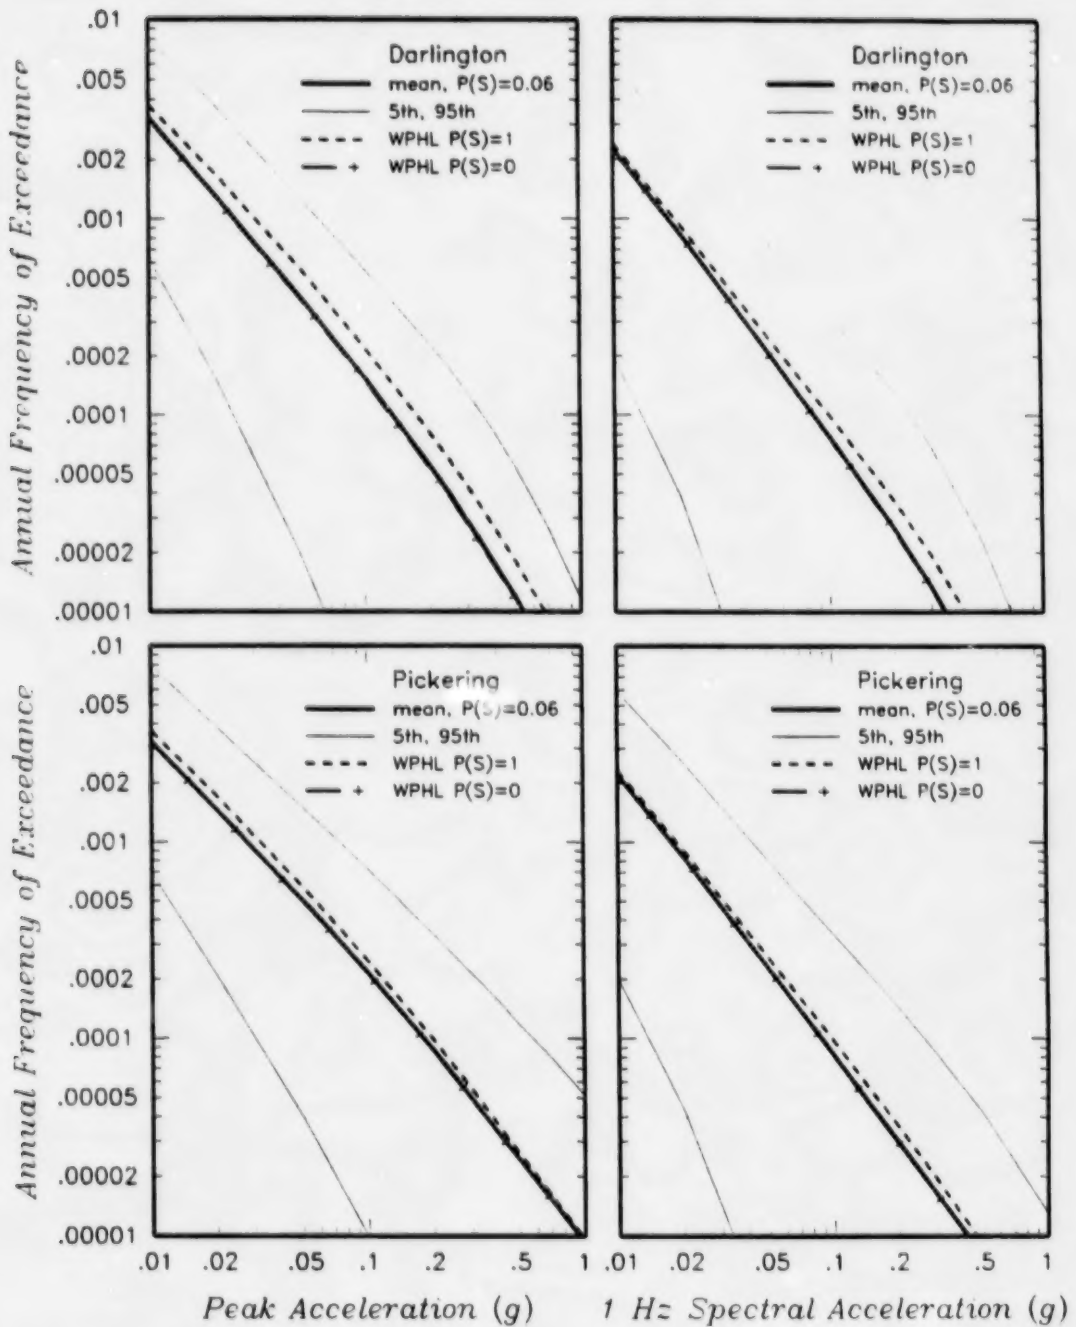 .01
.005
.002
.001
.0005
.0002
.0001
.00005
.00002
.00001
Annual Frequency of Exceedance
Darlington
mean, P(S)=0.06
5th, 95th
WPHL P(S)=1
WPHL P(S)=0
Darlington
mean, P(S)=0.06
5th, 95th
WPHL P(S)=1
WPHL P(S)=0
.01
.005
.002
.001
.0005
.0002
.0001
.00005
.00002
.00001
Annual Frequency of Exceedance
Pickering
mean, P(S)=0.06
5th, 95th
WPHL P(S)=1
WPHL P(S)=0
Pickering
mean, P(S)=0.06
5th, 95th
WPHL P(S)=1
WPHL P(S)=0
.01 .02 .05 .1 .2 .5 1
.01 .02 .05 .1 .2 .5 1
Peak Acceleration (g)
1 Hz Spectral Acceleration (g)